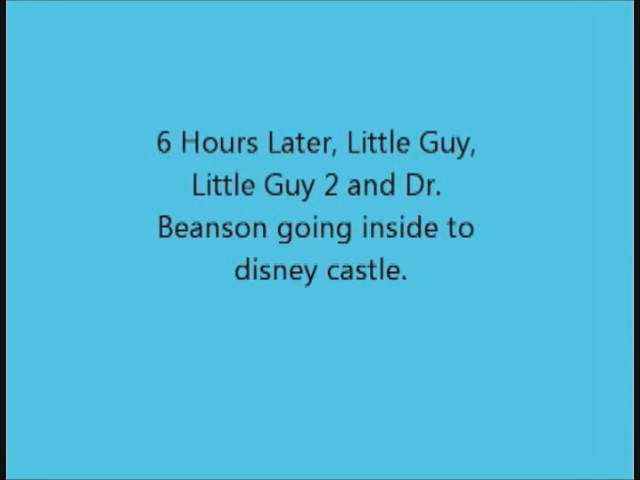 6 Hours Later, Little Guy,
Little Guy 2 and Dr.
Beanson going inside to
disney castle.